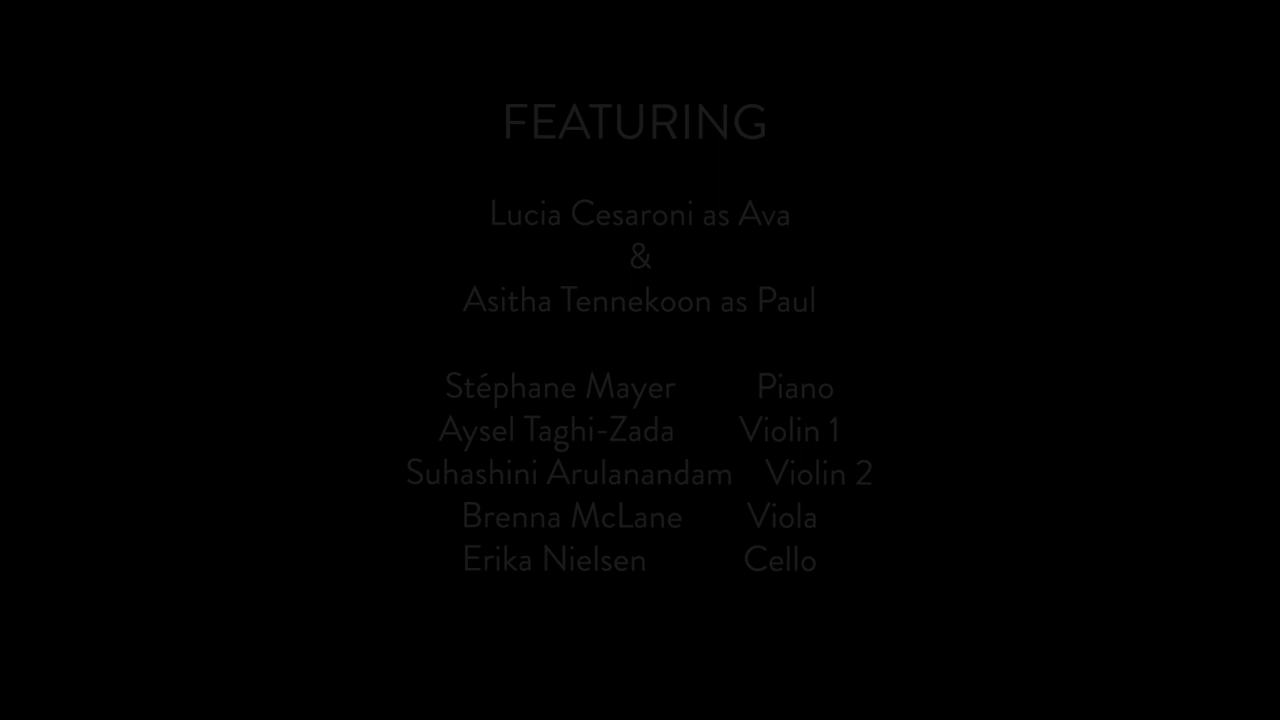 FEATURING
Lucia Cesaroni as Ava
&
Asitha Tennekoon as Paul
Stéphane Mayer Piano
Aysel Taghi-Zada Violin 1
Suhashini Arulanandam Violin 2
Brenna McLane Viola
Erika Nielsen Cello